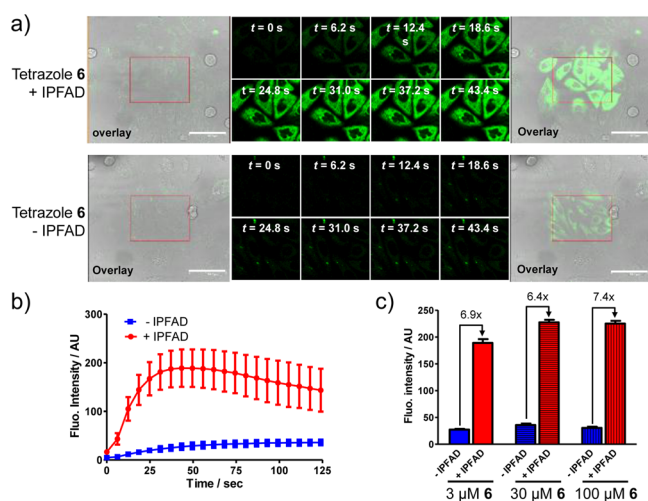 a)
Tetrazole 6
+ IPFAD
overlay
t = 0 s
t = 6.2 s
t = 12.4 s
t = 18.6 s
t = 24.8 s
t = 31.0 s
t = 37.2 s
t = 43.4 s
Overlay
Tetrazole 6
- IPFAD
Overlay
t = 0 s
t = 6.2 s
t = 12.4 s
t = 18.6 s
t = 24.8 s
t = 31.0 s
t = 37.2 s
t = 43.4 s
Overlay
b)
Fluo. Intensity / AU
300
200
100
0
- IPFAD
+ IPFAD
0
25
50
75
100
125
Time / sec
c)
Fluo. intensity / AU
250
200
150
100
50
0
6.9x
6.4x
7.4x
- IPFAD
+ IPFAD
- IPFAD
+ IPFAD
- IPFAD
+ IPFAD
3 µM 6
30 µM 6
100 µM 6